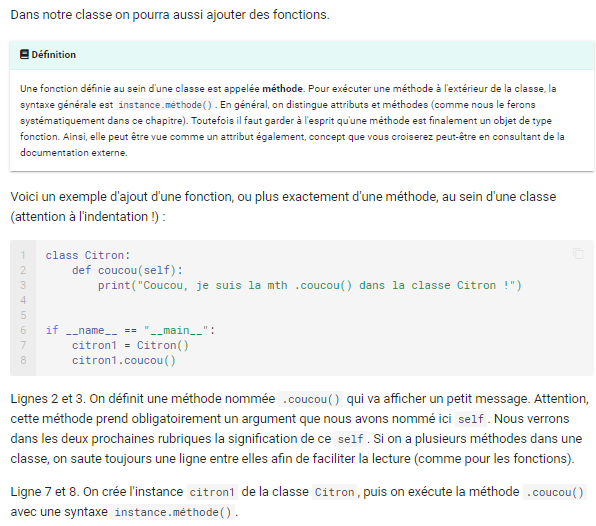 Dans notre classe on pourra aussi ajouter des fonctions.
Définition
Une fonction définie au sein d'une classe est appelée méthode. Pour exécuter une méthode à l'extérieur de la classe, la
syntaxe générale est instance.méthode(). En général, on distingue attributs et méthodes (comme nous le ferons
systématiquement dans ce chapitre). Toutefois il faut garder à l'esprit qu'une méthode est finalement un objet de type
fonction. Ainsi, elle peut être vue comme un attribut également, concept que vous croiserez peut-être en consultant de la
documentation externe.
Voici un exemple d'ajout d'une fonction, ou plus exactement d'une méthode, au sein d'une classe
(attention à l'indentation !) :
1 class Citron:
2     def coucou(self):
3         print("Coucou, je suis la mth .coucou() dans la classe Citron !")
4
5
6 if __name__ == "__main__":
7     citron1 = Citron()
8     citron1.coucou()
Lignes 2 et 3. On définit une méthode nommée .coucou() qui va afficher un petit message. Attention,
cette méthode prend obligatoirement un argument que nous avons nommé ici self. Nous verrons
dans les deux prochaines rubriques la signification de ce self. Si on a plusieurs méthodes dans une
classe, on saute toujours une ligne entre elles afin de faciliter la lecture (comme pour les fonctions).
Ligne 7 et 8. On crée l'instance citron1 de la classe Citron, puis on exécute la méthode .coucou()
avec une syntaxe instance.méthode().